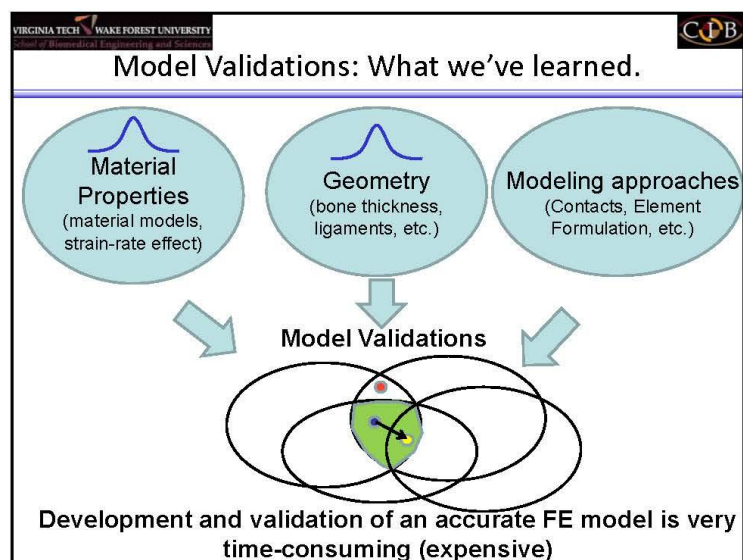 VIRGINIA TECH WAKE FOREST UNIVERSITY
School of Biomedical Engineering and Sciences
CIB
Model Validations: What we've learned.
Material
Properties
(material models,
strain-rate effect)
Geometry
(bone thickness,
ligaments, etc.)
Modeling approaches
(Contacts, Element
Formulation, etc.)
Model Validations
Development and validation of an accurate FE model is very
time-consuming (expensive)